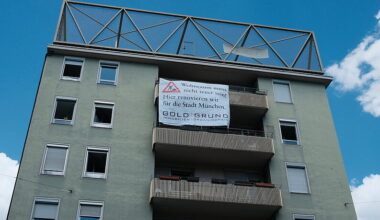 Wohnraum muss
nicht teuer sein!
Hier renovieren wir
für die Stadt München.
GOLD GRUND